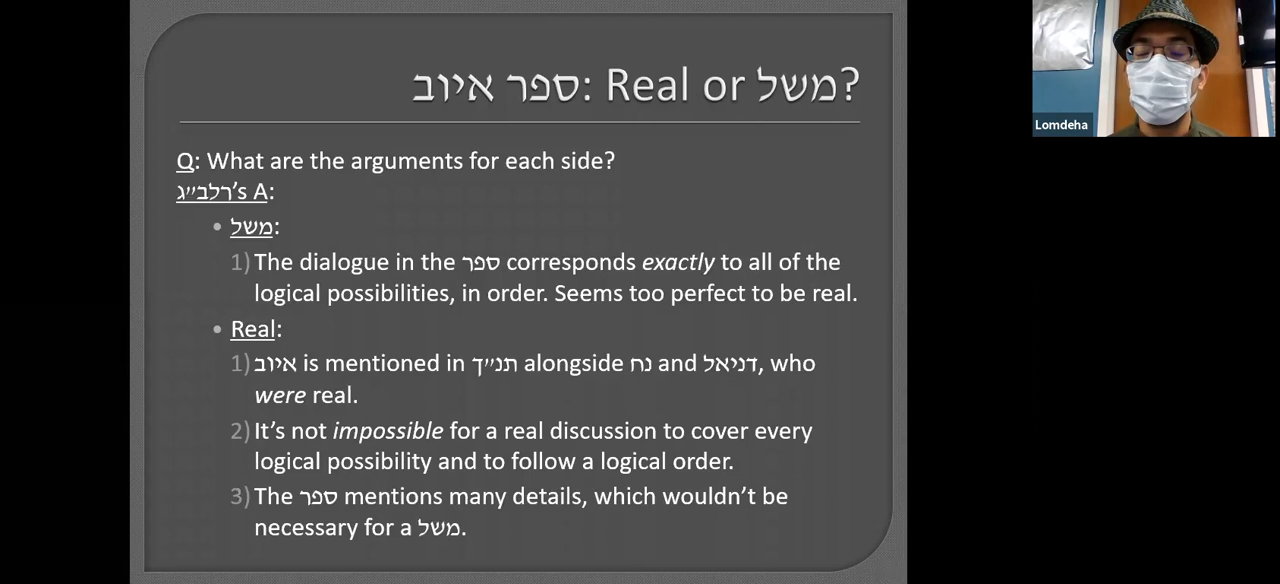 ספר איוב: Real or משל?
Q: What are the arguments for each side?
רלב״ג's A:
• משל:
1) The dialogue in the ספר corresponds exactly to all of the
logical possibilities, in order. Seems too perfect to be real.
• Real:
1) איוב is mentioned in תנ״ך alongside נח and דניאל, who
were real.
2) It's not impossible for a real discussion to cover every
logical possibility and to follow a logical order.
3) The ספר mentions many details, which wouldn't be
necessary for a משל.
Lomdeha